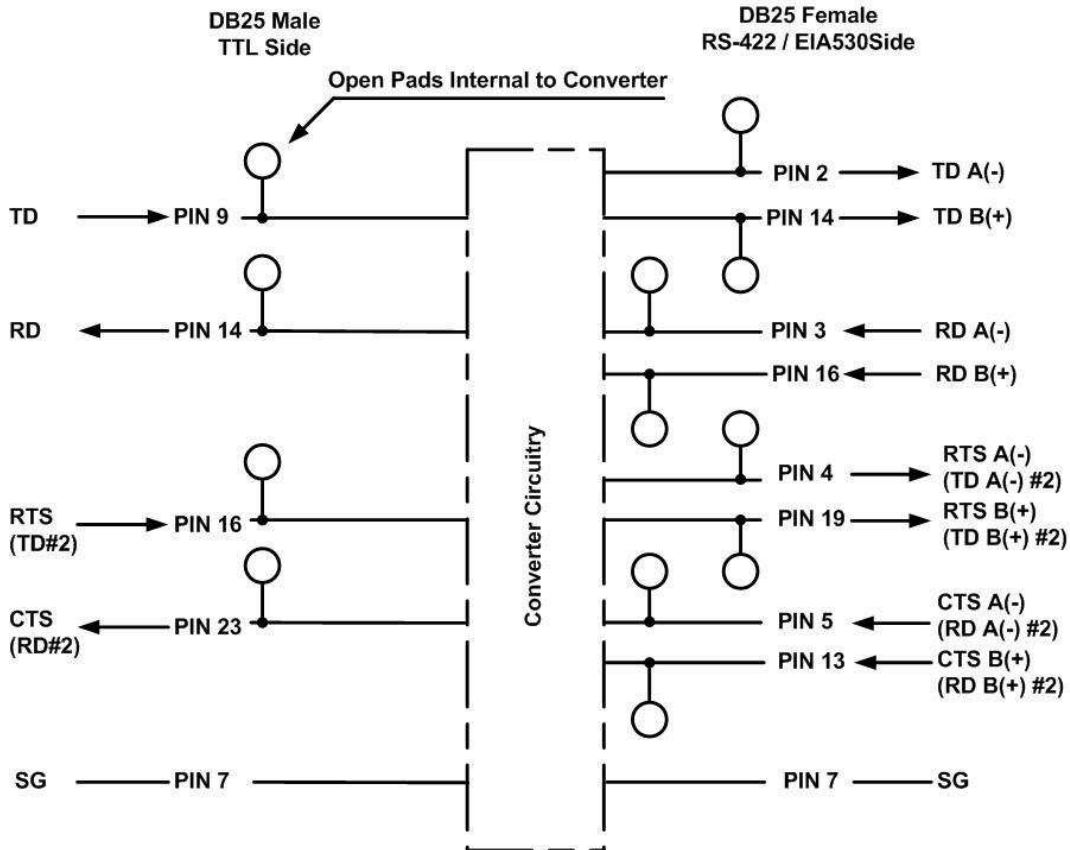 DB25 Male
TTL Side
DB25 Female
RS-422 / EIA530Side
Open Pads Internal to Converter
TD
PIN 9
PIN 2
TD A(-)
PIN 14
TD B(+)
RD
PIN 14
PIN 3
RD A(-)
PIN 16
RD B(+)
Converter Circuitry
PIN 4
RTS A(-)
(TD A(-) #2)
RTS
(TD#2)
PIN 16
PIN 19
RTS B(+)
(TD B(+) #2)
CTS
(RD#2)
PIN 23
PIN 5
CTS A(-)
(RD A(-) #2)
PIN 13
CTS B(+)
(RD B(+) #2)
SG
PIN 7
PIN 7
SG